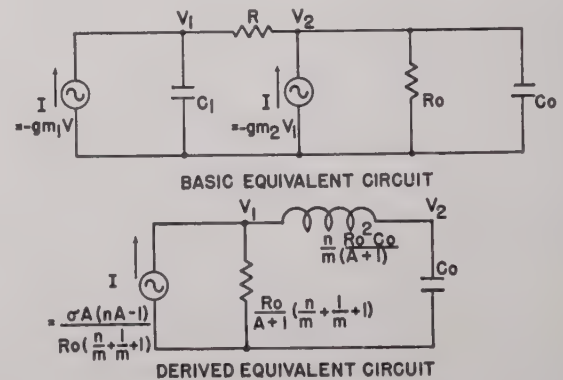 V1 R V2
I
=-gm1V
C1
I
=-gm2V1
Ro
Co
BASIC EQUIVALENT CIRCUIT
V1 V2
n/m Ro²Co/(A+1)
I
= σA(nA-1)/Ro(n/m+1/m+1)
Ro/A+1 (n/m+1/m+1)
Co
DERIVED EQUIVALENT CIRCUIT